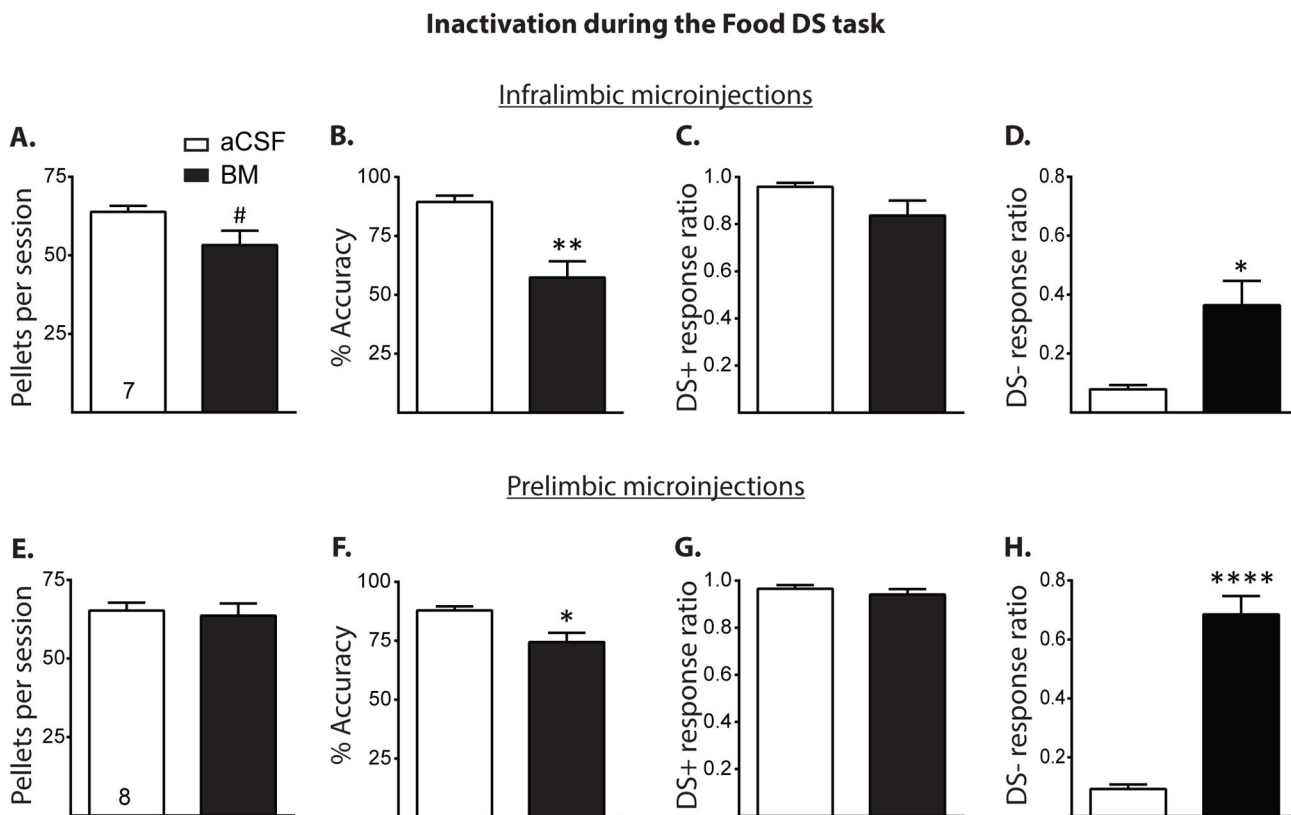 Inactivation during the Food DS task
Infralimbic microinjections
A.
aCSF
BM
Pellets per session
75
50
25
#
7
B.
% Accuracy
100
75
50
25
**
C.
DS+ response ratio
1.0
0.8
0.6
0.4
0.2
D.
DS- response ratio
0.8
0.6
0.4
0.2
*
Prelimbic microinjections
E.
Pellets per session
75
50
25
8
F.
% Accuracy
100
75
50
25
*
G.
DS+ response ratio
1.0
0.8
0.6
0.4
0.2
H.
DS- response ratio
0.8
0.6
0.4
0.2
****